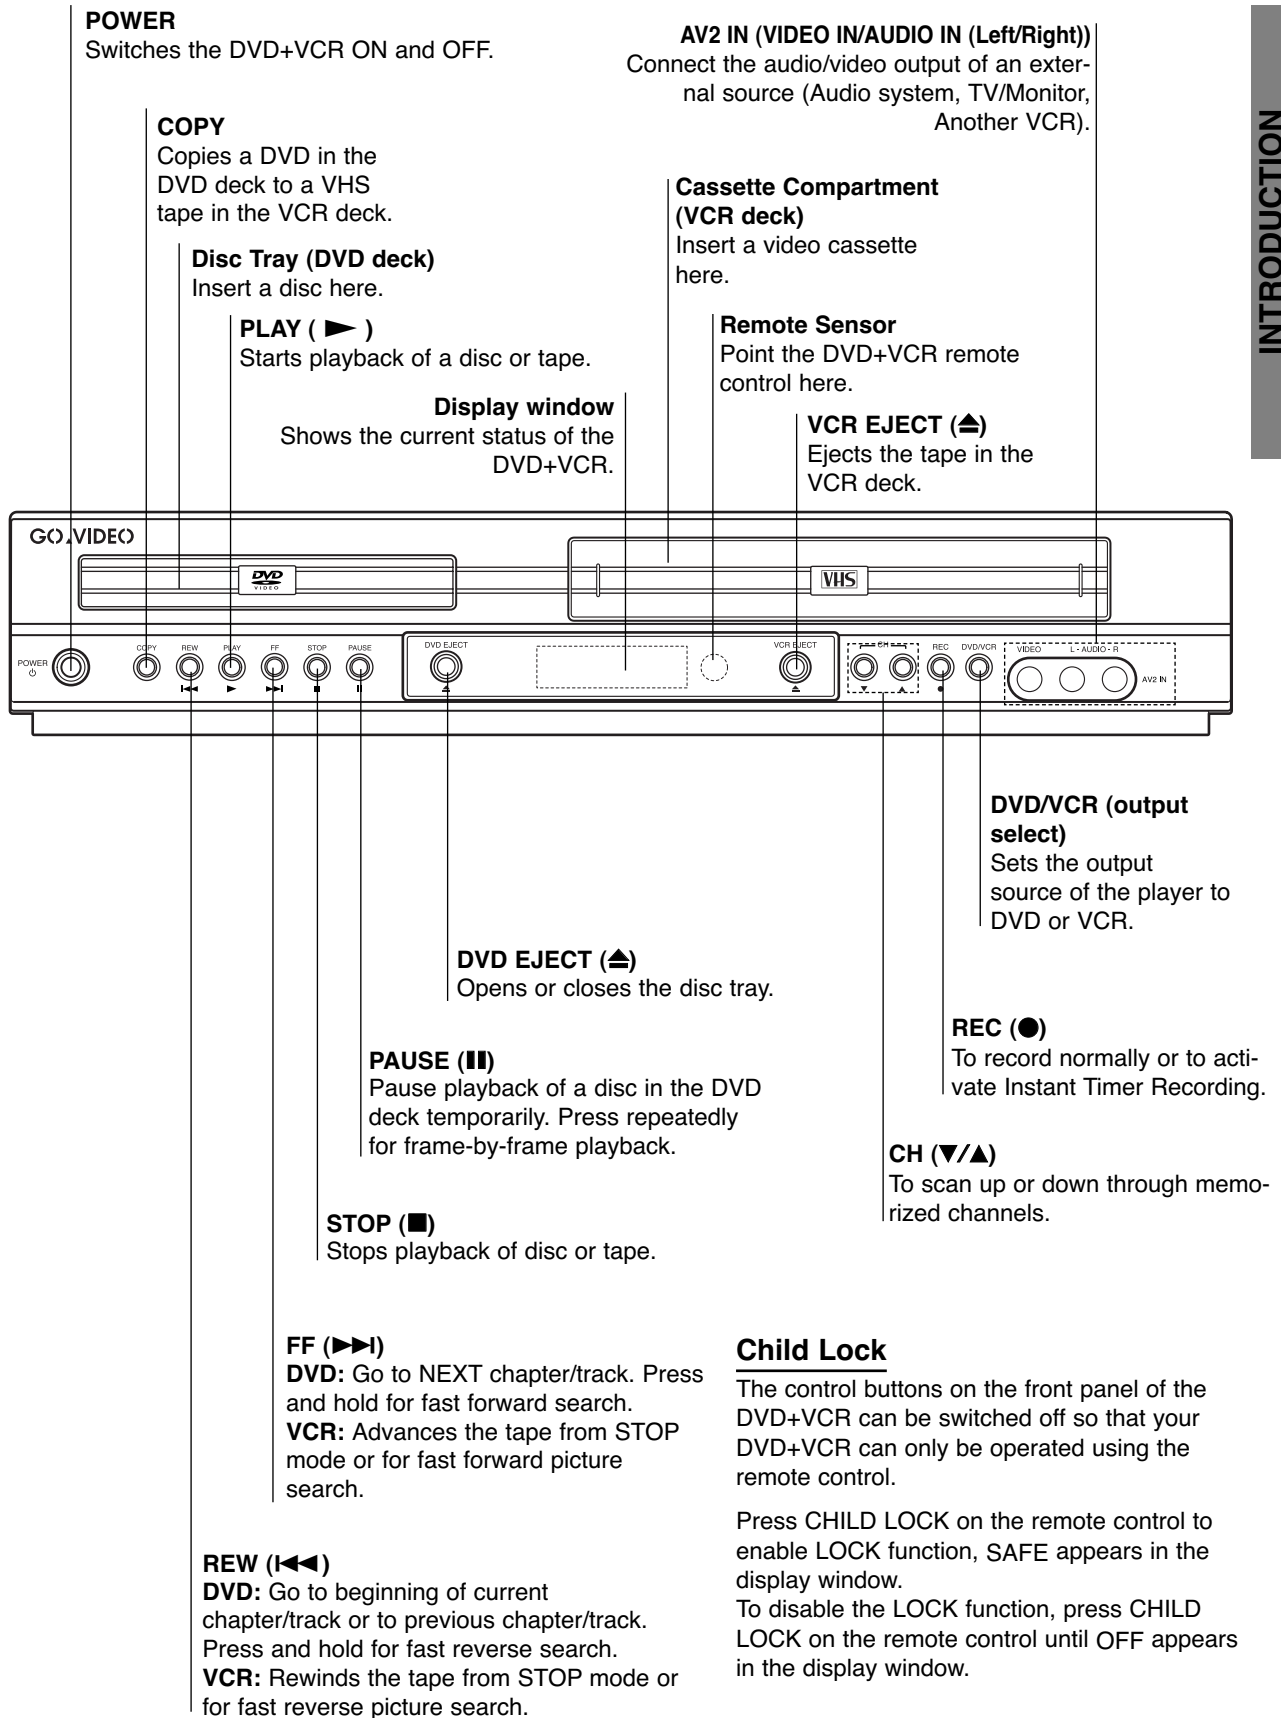 POWER
Switches the DVD+VCR ON and OFF.
AV2 IN (VIDEO IN/AUDIO IN (Left/Right))
Connect the audio/video output of an exter-
nal source (Audio system, TV/Monitor,
Another VCR).
INTRODUCTION
COPY
Copies a DVD in the
DVD deck to a VHS
tape in the VCR deck.
Cassette Compartment
(VCR deck)
Insert a video cassette
here.
Disc Tray (DVD deck)
Insert a disc here.
PLAY ( ► )
Starts playback of a disc or tape.
Remote Sensor
Point the DVD+VCR remote
control here.
Display window
Shows the current status of the
DVD+VCR.
VCR EJECT (⏏)
Ejects the tape in the
VCR deck.
GO VIDEO
DVD
VIDEO
VHS
POWER
COPY
REW
PLAY
FF
STOP
PAUSE
DVD EJECT
VCR EJECT
CH
REC
DVD/VCR
VIDEO
L - AUDIO - R
AV2 IN
DVD/VCR (output
select)
Sets the output
source of the player to
DVD or VCR.
DVD EJECT (⏏)
Opens or closes the disc tray.
REC (●)
To record normally or to acti-
vate Instant Timer Recording.
PAUSE (❚❚)
Pause playback of a disc in the DVD
deck temporarily. Press repeatedly
for frame-by-frame playback.
CH (▼/▲)
To scan up or down through memo-
rized channels.
STOP (■)
Stops playback of disc or tape.
FF (►►I)
DVD: Go to NEXT chapter/track. Press
and hold for fast forward search.
VCR: Advances the tape from STOP
mode or for fast forward picture
search.
REW (I◄◄)
DVD: Go to beginning of current
chapter/track or to previous chapter/track.
Press and hold for fast reverse search.
VCR: Rewinds the tape from STOP mode or
for fast reverse picture search.
Child Lock
The control buttons on the front panel of the
DVD+VCR can be switched off so that your
DVD+VCR can only be operated using the
remote control.
Press CHILD LOCK on the remote control to
enable LOCK function, SAFE appears in the
display window.
To disable the LOCK function, press CHILD
LOCK on the remote control until OFF appears
in the display window.